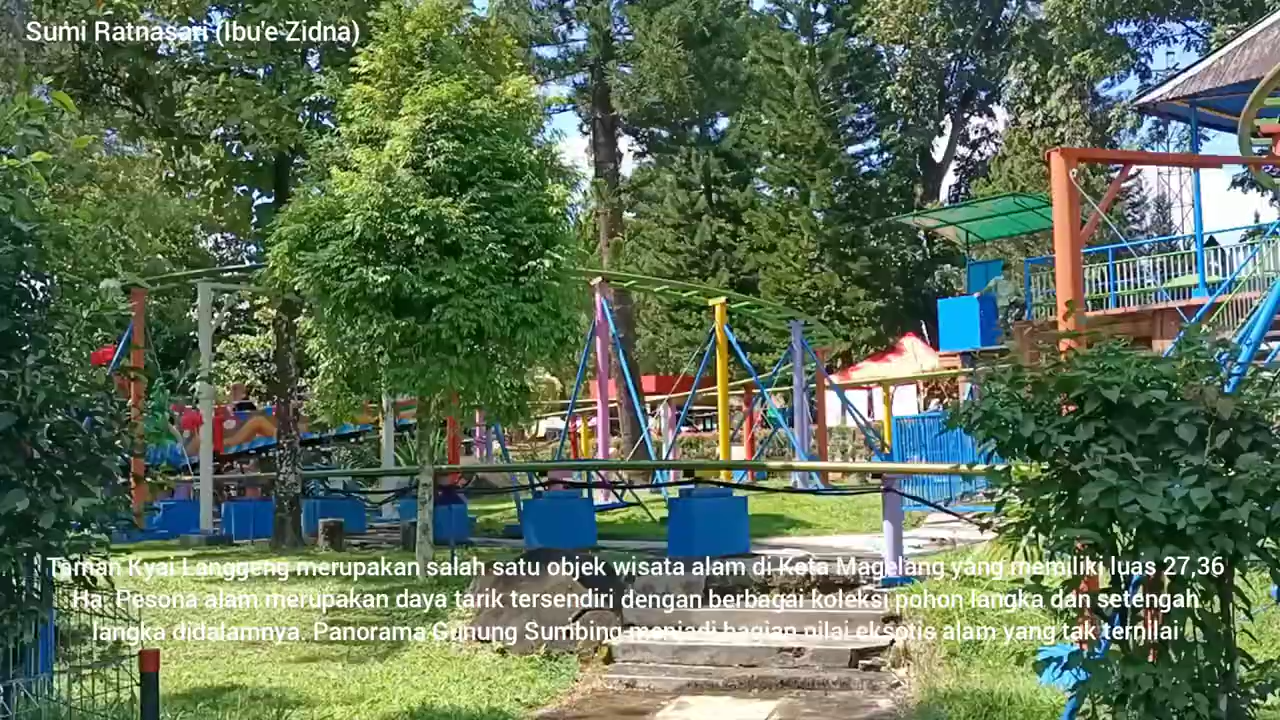 Sumi Ratnasari (Ibu'e Zidna)
Taman Kyai Langgeng merupakan salah satu objek wisata alam di Kota Magelang yang memiliki luas 27,36
Ha. Pesona alam merupakan daya tarik tersendiri dengan berbagai koleksi pohon langka dan setengah
langka didalamnya. Panorama Gunung Sumbing menjadi bagian nilai eksotis alam yang tak ternilai